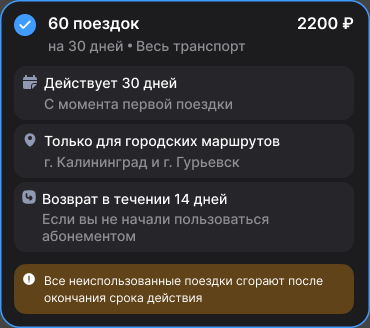 60 поездок 2200 ₽
на 30 дней • Весь транспорт
Действует 30 дней
С момента первой поездки
Только для городских маршрутов
г. Калининград и г. Гурьевск
Возврат в течении 14 дней
Если вы не начали пользоваться
абонементом
Все неиспользованные поездки сгорают после
окончания срока действия